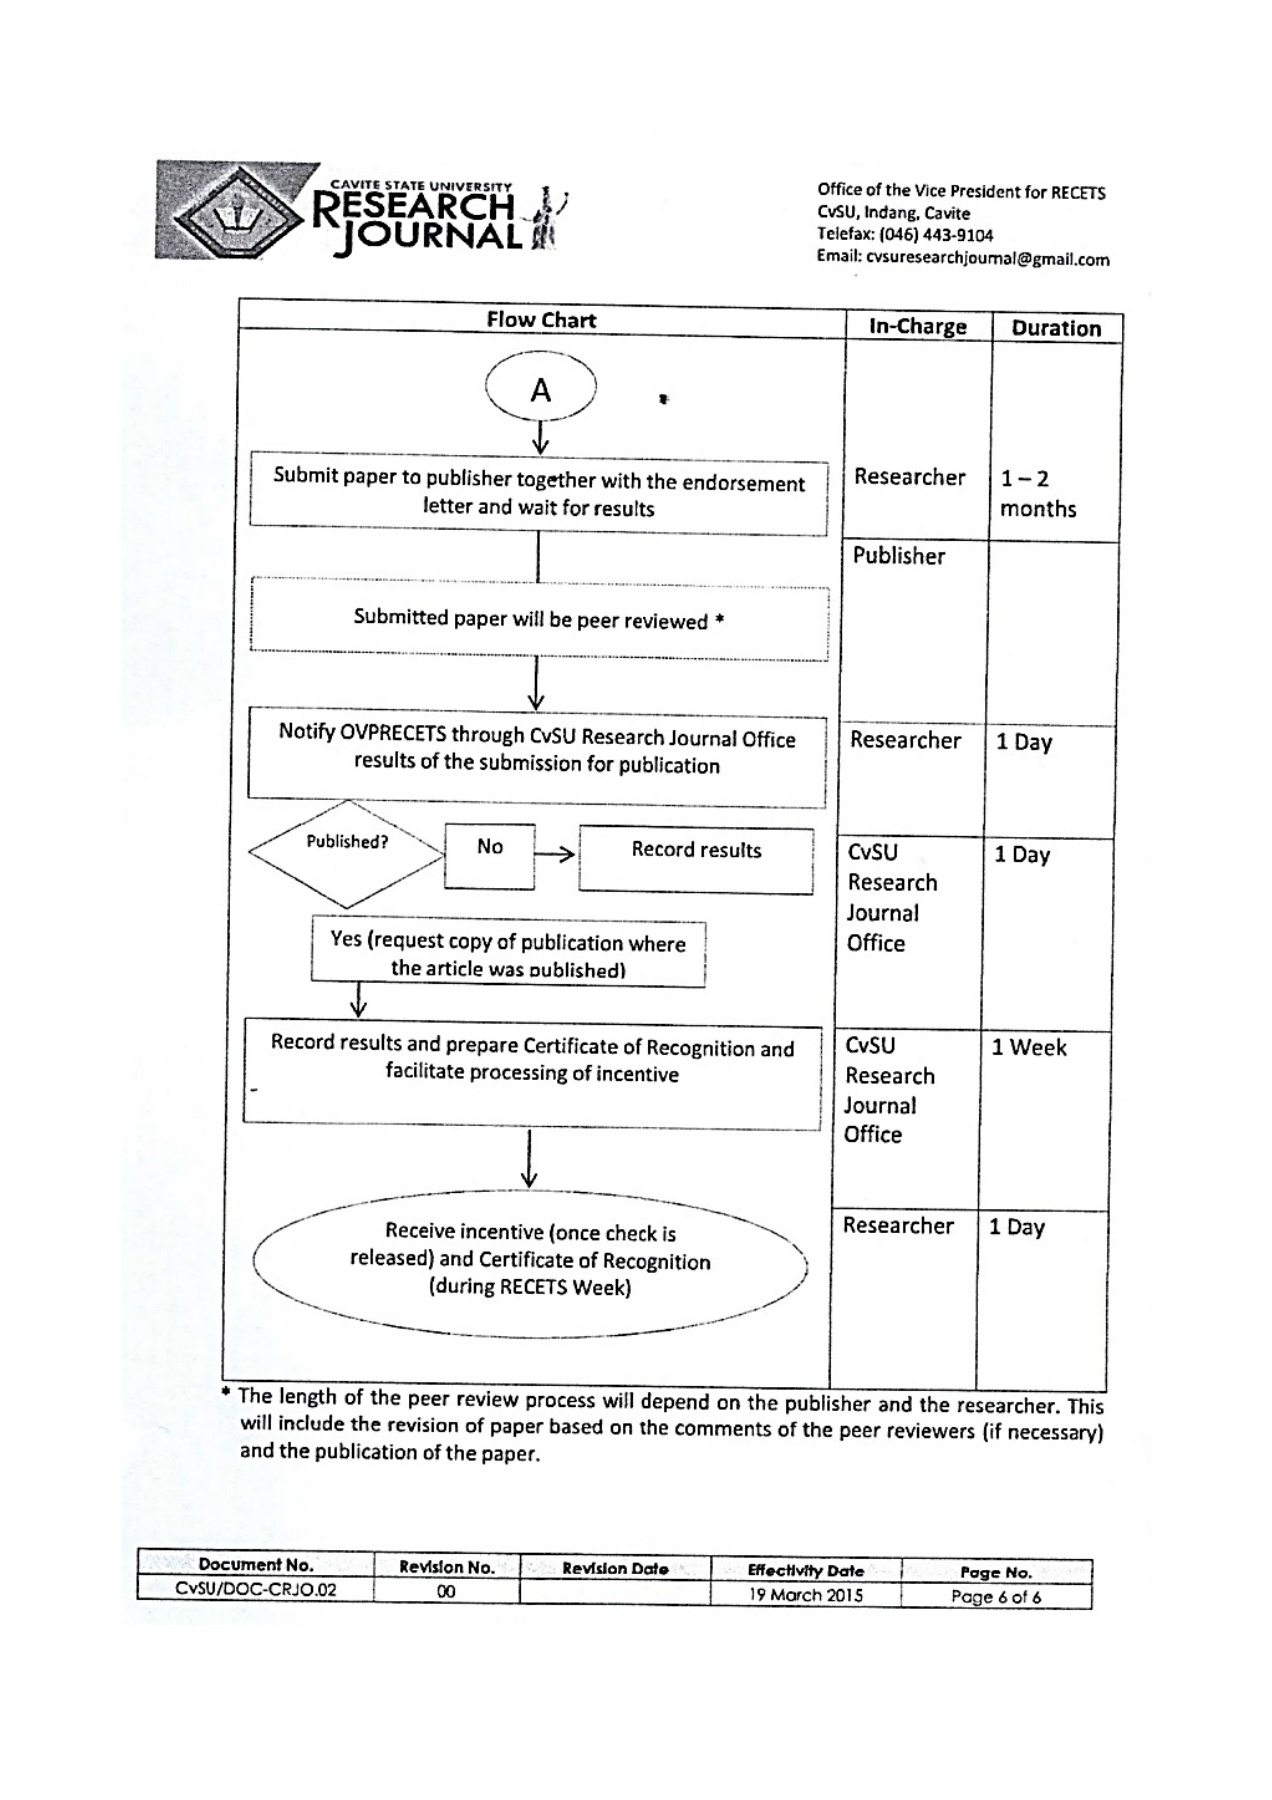 CAVITE STATE UNIVERSITY
RESEARCH
JOURNAL
Office of the Vice President for RECETS
CvSU, Indang, Cavite
Telefax: (046) 443-9104
Email: cvsuresearchjournal@gmail.com
Flow Chart
In-Charge
Duration
A
Submit paper to publisher together with the endorsement
letter and wait for results
Researcher
1 – 2
months
Submitted paper will be peer reviewed *
Publisher
Notify OVPRECETS through CvSU Research Journal Office
results of the submission for publication
Researcher
1 Day
Published?
No
Record results
Yes (request copy of publication where
the article was published)
CvSU
Research
Journal
Office
1 Day
Record results and prepare Certificate of Recognition and
facilitate processing of incentive
CvSU
Research
Journal
Office
1 Week
Receive incentive (once check is
released) and Certificate of Recognition
(during RECETS Week)
Researcher
1 Day
* The length of the peer review process will depend on the publisher and the researcher. This
will include the revision of paper based on the comments of the peer reviewers (if necessary)
and the publication of the paper.
Document No.
Revision No.
Revision Date
Effectivity Date
Page No.
CvSU/DOC-CRJO.02
00
19 March 2015
Page 6 of 6